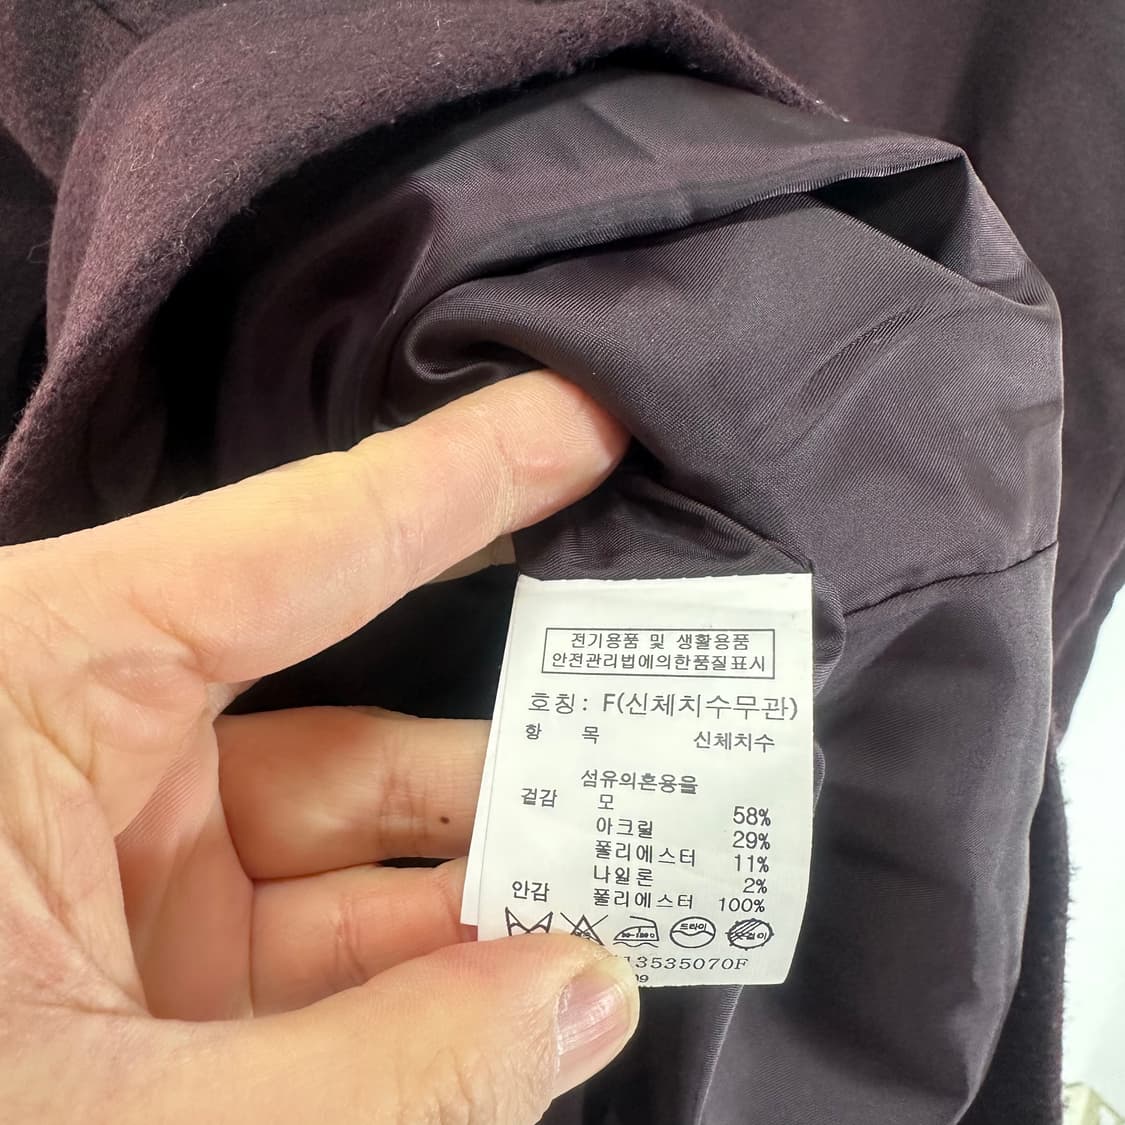 전기용품 및 생활용품
안전관리법에의한품질표시
호칭: F(신체치수무관)
항 목 신체치수
섬유의혼용율
겉감 모 58%
아크릴 29%
폴리에스터 11%
나일론 2%
안감 폴리에스터 100%
드라이
13535070F
09